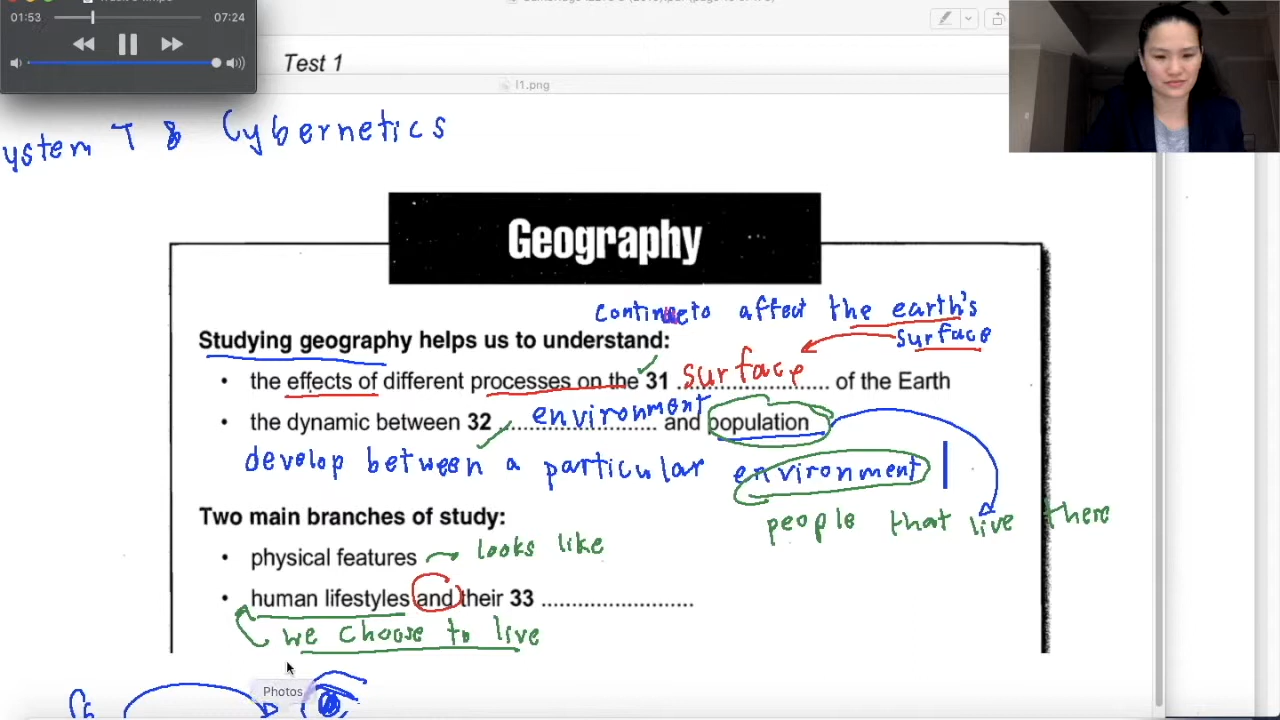 01:53 07:24
Test 1
l1.png
ystem T & Cybernetics
Geography
continue to affect the earth's
surface
Studying geography helps us to understand:
• the effects of different processes on the 31 surface of the Earth
• the dynamic between 32 environment and population
develop between a particular environment
people that live there
Two main branches of study:
• physical features looks like
• human lifestyles and their 33 ..........................
we choose to live
Photos